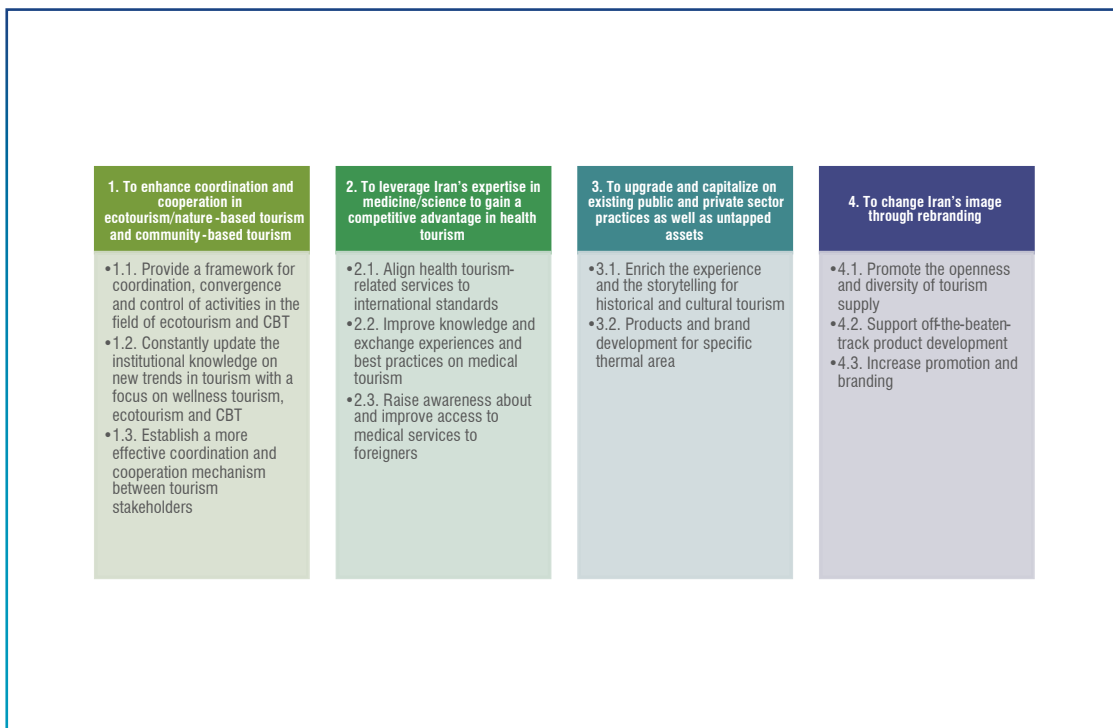 1. To enhance coordination and
cooperation in
ecotourism/nature-based tourism
and community-based tourism
•1.1. Provide a framework for
coordination, convergence
and control of activities in the
field of ecotourism and CBT
•1.2. Constantly update the
institutional knowledge on
new trends in tourism with a
focus on wellness tourism,
ecotourism and CBT
•1.3. Establish a more
effective coordination and
cooperation mechanism
between tourism
stakeholders
2. To leverage Iran's expertise in
medicine/science to gain a
competitive advantage in health
tourism
•2.1. Align health tourism-
related services to
international standards
•2.2. Improve knowledge and
exchange experiences and
best practices on medical
tourism
•2.3. Raise awareness about
and improve access to
medical services to
foreigners
3. To upgrade and capitalize on
existing public and private sector
practices as well as untapped
assets
•3.1. Enrich the experience
and the storytelling for
historical and cultural tourism
•3.2. Products and brand
development for specific
thermal area
4. To change Iran's image
through rebranding
•4.1. Promote the openness
and diversity of tourism
supply
•4.2. Support off-the-beaten-
track product development
•4.3. Increase promotion and
branding